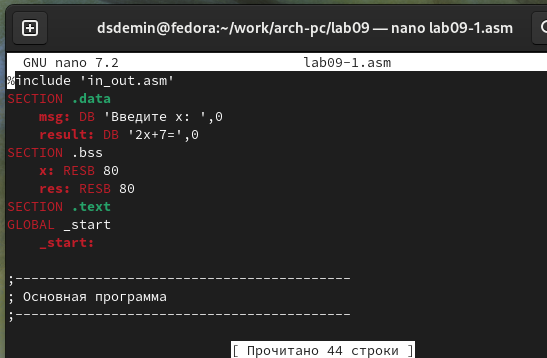 dsdemin@fedora:~/work/arch-pc/lab09 — nano lab09-1.asm
GNU nano 7.2 lab09-1.asm
%include 'in_out.asm'
SECTION .data
msg: DB 'Введите x: ',0
result: DB '2x+7=',0
SECTION .bss
x: RESB 80
res: RESB 80
SECTION .text
GLOBAL _start
_start:
;------------------------------------------
; Основная программа
;------------------------------------------
[ Прочитано 44 строки ]